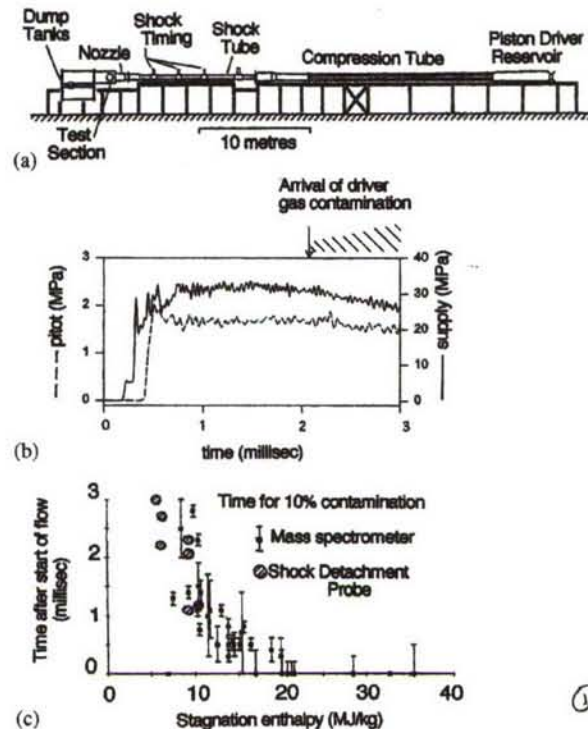 Dump
Tanks
Nozzle
Shock
Timing
Shock
Tube
Compression Tube
Piston Driver
Reservoir
Test
Section
10 metres
(a)
Arrival of driver
gas contamination
3
2
1
0
--- pitot (MPa)
40
30
20
10
0
— supply (MPa)
0 1 2 3
time (millisec)
(b)
Time for 10% contamination
Mass spectrometer
Shock Detachment
Probe
3
2
1
0
Time after start of flow
(millisec)
0 10 20 30 40
Stagnation enthalpy (MJ/kg)
(c)